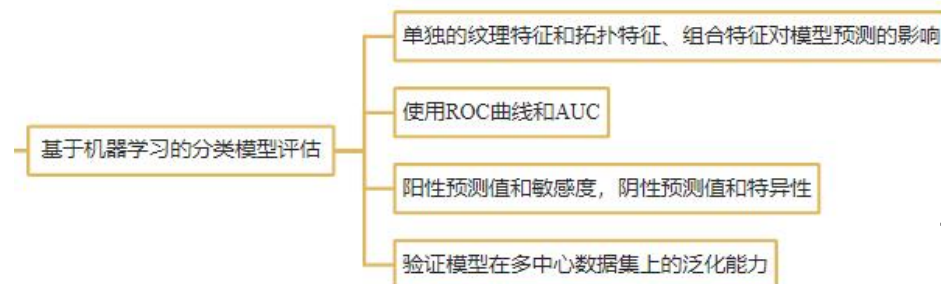 单独的纹理特征和拓扑特征、组合特征对模型预测的影响
使用ROC曲线和AUC
基于机器学习的分类模型评估
阳性预测值和敏感度，阴性预测值和特异性
验证模型在多中心数据集上的泛化能力